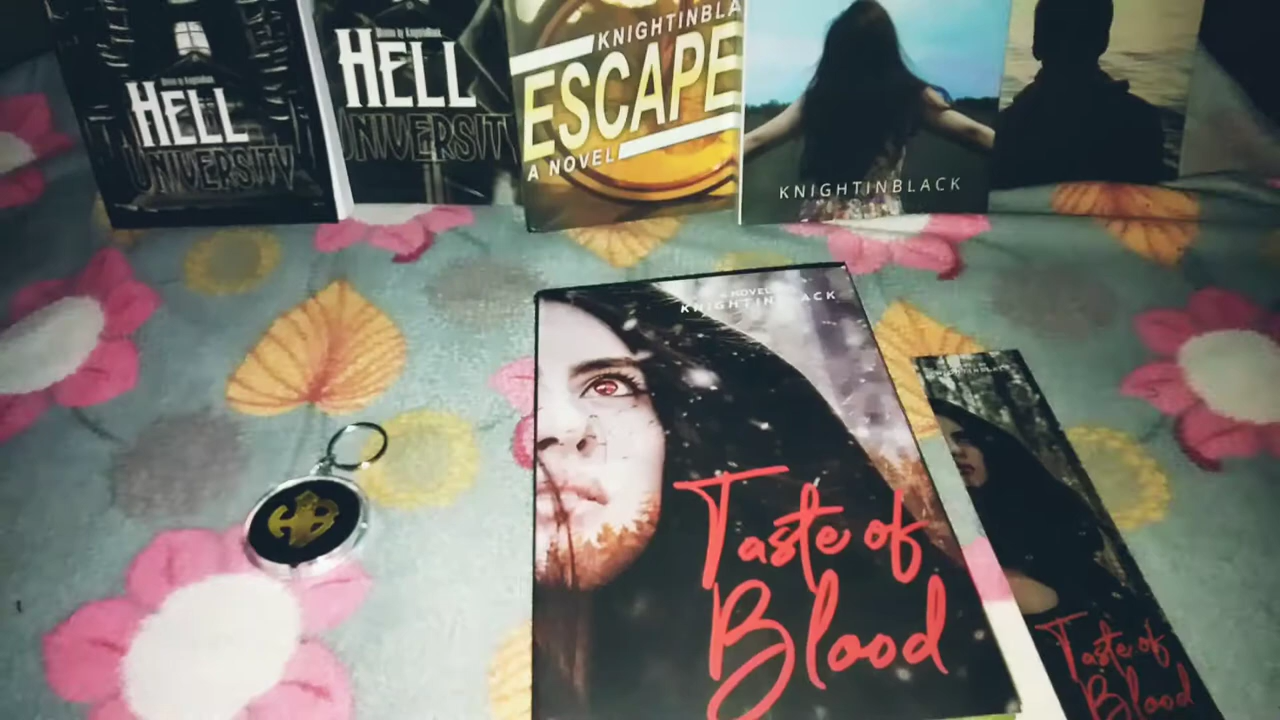 HELL
UNIVERSITY
HELL
UNIVERSITY
KNIGHTINBLA
ESCAPE
A NOVEL
KNIGHTINBLACK
A NOVEL
KNIGHTINBLACK
Taste of
Blood
Taste of
Blood